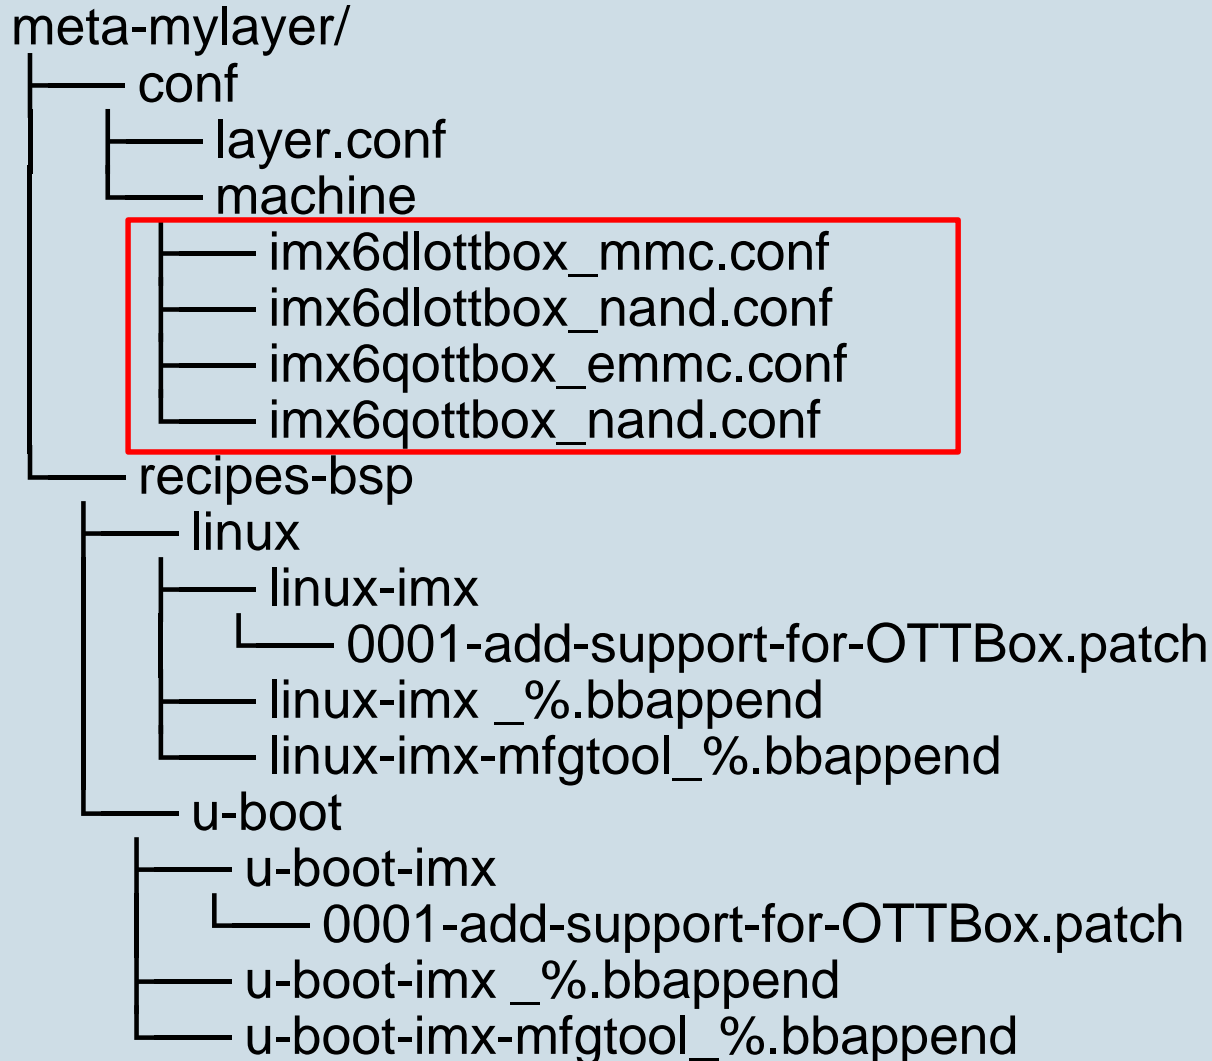 meta-mylayer/
conf
layer.conf
machine
imx6dlottbox_mmc.conf
imx6dlottbox_nand.conf
imx6qottbox_emmc.conf
imx6qottbox_nand.conf
recipes-bsp
linux
linux-imx
0001-add-support-for-OTTBox.patch
linux-imx _%.bbappend
linux-imx-mfgtool_%.bbappend
u-boot
u-boot-imx
0001-add-support-for-OTTBox.patch
u-boot-imx _%.bbappend
u-boot-imx-mfgtool_%.bbappend